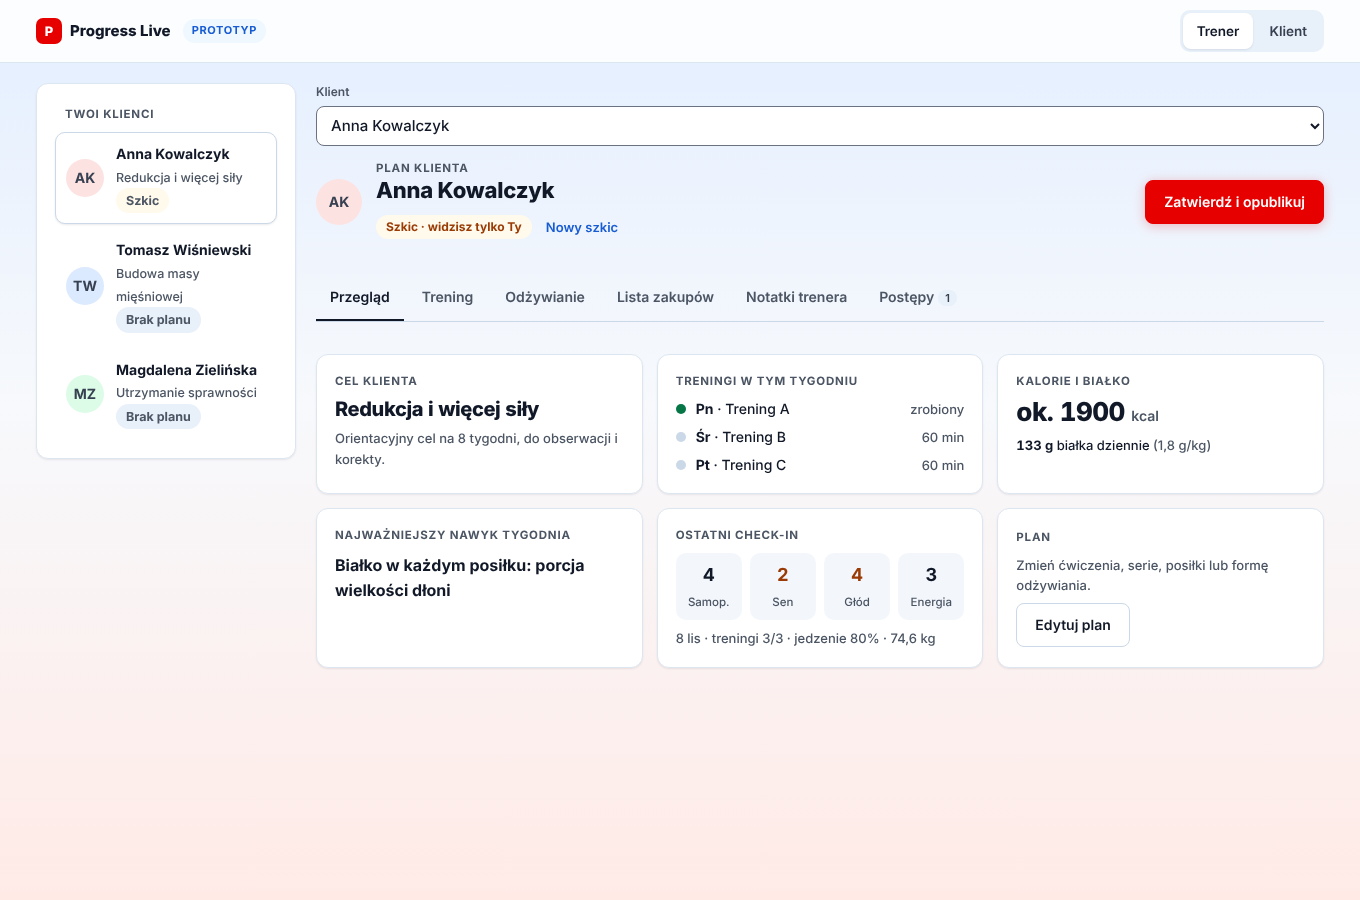 P Progress Live PROTOTYP
Trener Klient
TWOI KLIENCI
AK
Anna Kowalczyk
Redukcja i więcej siły
Szkic
TW
Tomasz Wiśniewski
Budowa masy
mięśniowej
Brak planu
MZ
Magdalena Zielińska
Utrzymanie sprawności
Brak planu
Klient
Anna Kowalczyk
AK
PLAN KLIENTA
Anna Kowalczyk
Szkic · widzisz tylko Ty Nowy szkic
Zatwierdź i opublikuj
Przegląd Trening Odżywianie Lista zakupów Notatki trenera Postępy 1
CEL KLIENTA
Redukcja i więcej siły
Orientacyjny cel na 8 tygodni, do obserwacji i
korekty.
TRENINGI W TYM TYGODNIU
Pn · Trening A zrobiony
Śr · Trening B 60 min
Pt · Trening C 60 min
KALORIE I BIAŁKO
ok. 1900 kcal
133 g białka dziennie (1,8 g/kg)
NAJWAŻNIEJSZY NAWYK TYGODNIA
Białko w każdym posiłku: porcja
wielkości dłoni
OSTATNI CHECK-IN
4 2 4 3
Samop. Sen Głód Energia
8 lis · treningi 3/3 · jedzenie 80% · 74,6 kg
PLAN
Zmień ćwiczenia, serie, posiłki lub formę
odżywiania.
Edytuj plan